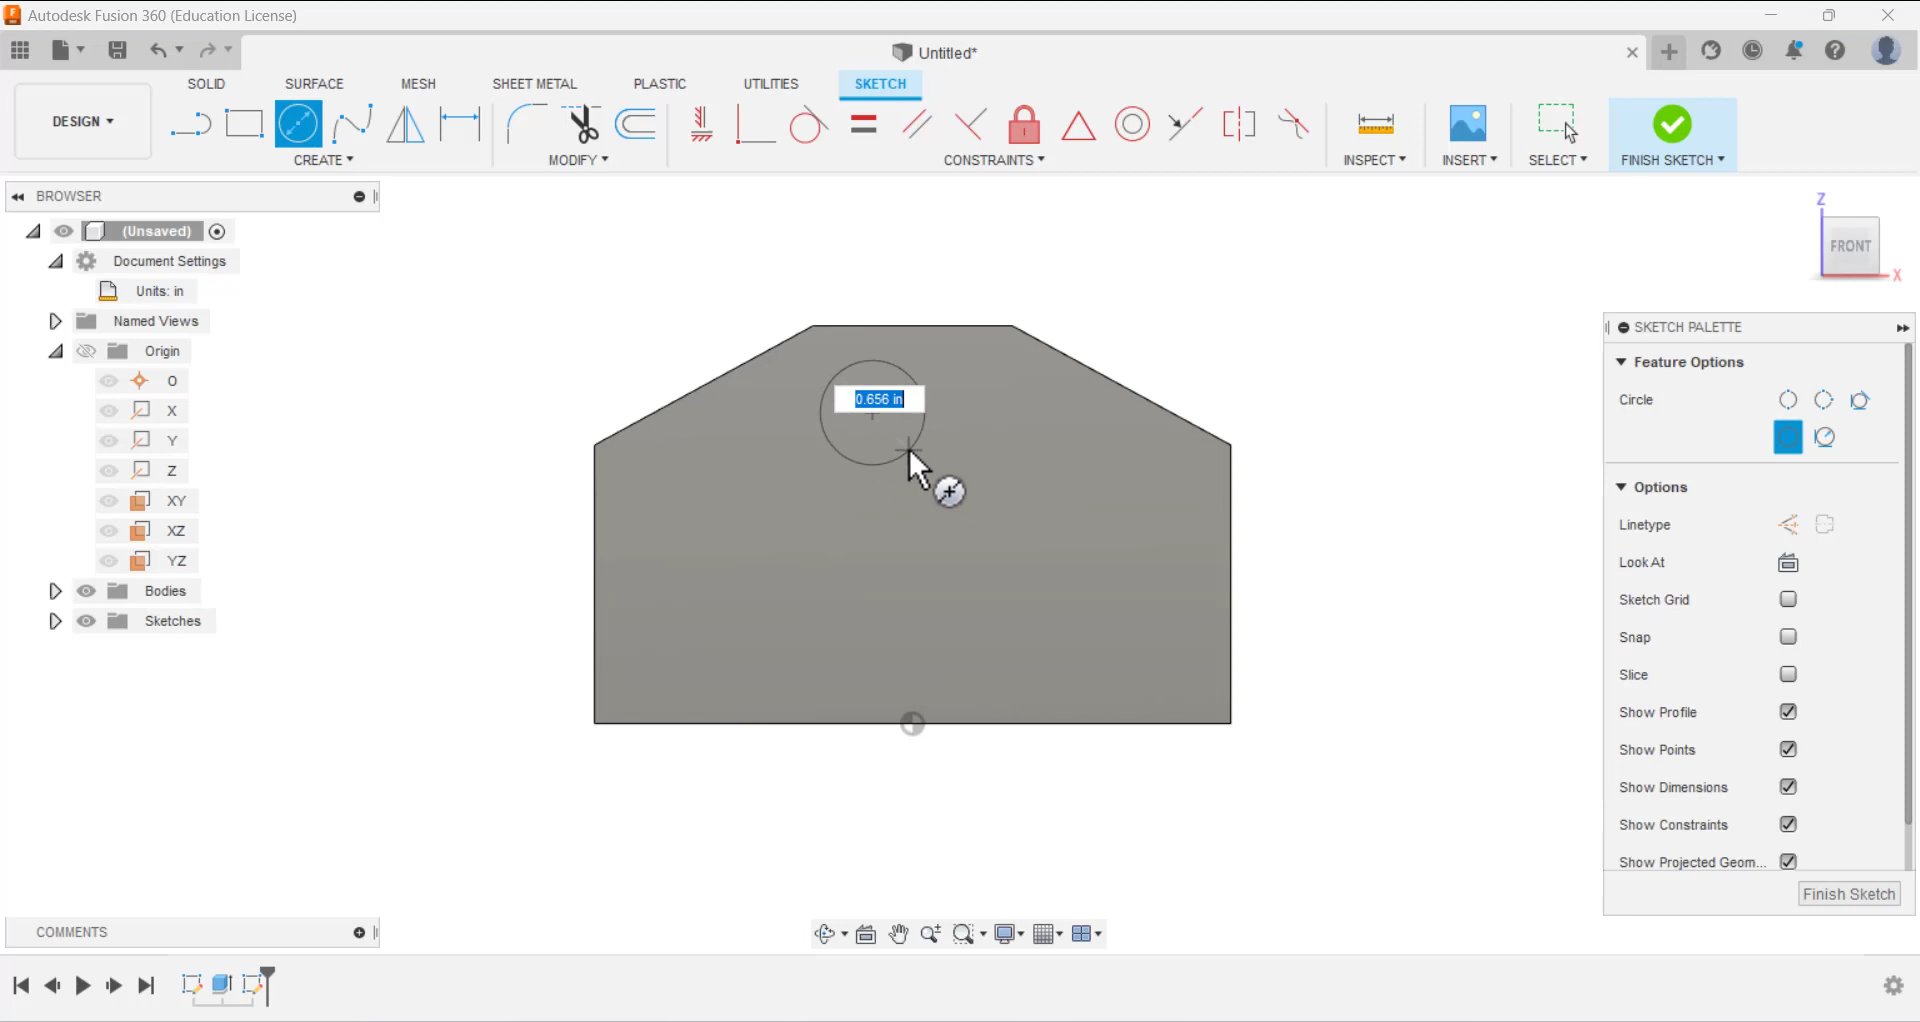 Autodesk Fusion 360 (Education License)
Untitled*
SOLID
SURFACE
MESH
SHEET METAL
PLASTIC
UTILITIES
SKETCH
DESIGN
CREATE
MODIFY
CONSTRAINTS
INSPECT
INSERT
SELECT
FINISH SKETCH
BROWSER
(Unsaved)
Document Settings
Units: in
Named Views
Origin
O
X
Y
Z
XY
XZ
YZ
Bodies
Sketches
0.656 in
Z
FRONT
X
SKETCH PALETTE
Feature Options
Circle
Options
Linetype
Look At
Sketch Grid
Snap
Slice
Show Profile
Show Points
Show Dimensions
Show Constraints
Show Projected Geom...
Finish Sketch
COMMENTS